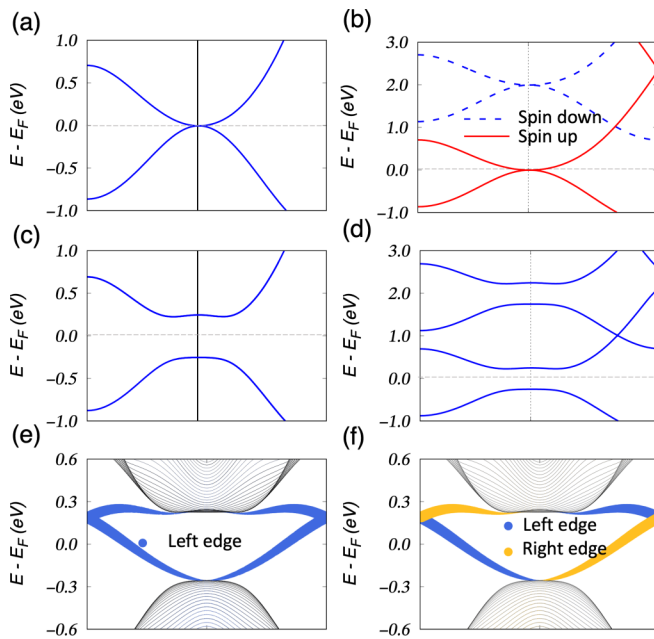 (a)
(b)
1.0
0.5
0.0
−0.5
−1.0
E - E_F (eV)
3.0
2.0
1.0
0.0
−1.0
E - E_F (eV)
Spin down
Spin up
(c)
(d)
1.0
0.5
0.0
−0.5
−1.0
E - E_F (eV)
3.0
2.0
1.0
0.0
−1.0
E - E_F (eV)
(e)
(f)
0.6
0.3
0.0
−0.3
−0.6
E - E_F (eV)
Left edge
0.6
0.3
0.0
−0.3
−0.6
E - E_F (eV)
Left edge
Right edge